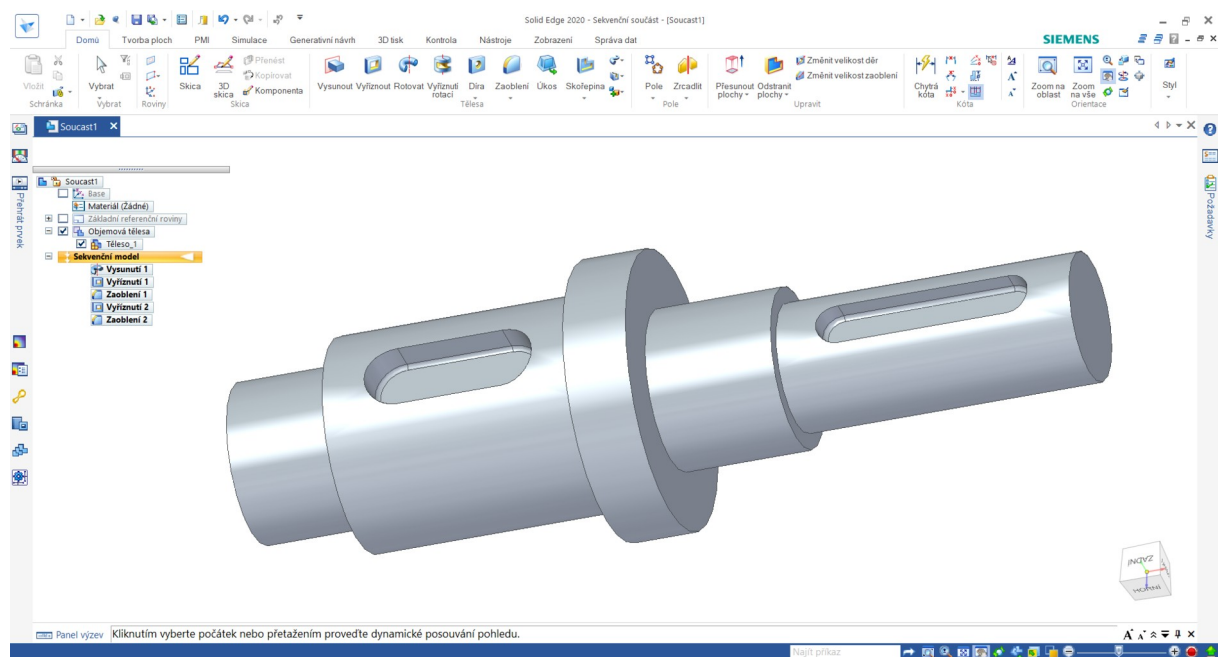 Solid Edge 2020 - Sekvenční součást - [Soucast1]
Domů Tvorba ploch PMI Simulace Generativní návrh 3D tisk Kontrola Nástroje Zobrazení Správa dat
SIEMENS
Vložit
Schránka
Vybrat
Vybrat
Roviny
Skica
3D skica
Přenést
Kopírovat
Komponenta
Skica
Vysunout Vyříznout Rotovat Vyříznutí rotací Díra Zaoblení Úkos Skořepina
Tělesa
Pole Zrcadlit
Pole
Přesunout plochy Odstranit plochy
Změnit velikost děr
Změnit velikost zaoblení
Upravit
Chytrá kóta
Kóta
Zoom na oblast Zoom na vše
Orientace
Styl
Soucast1
Přehrát prvek
Požadavky
Soucast1
Base
Materiál (Žádné)
Základní referenční roviny
Objemová tělesa
Těleso_1
Sekvenční model
Vysunutí 1
Vyříznutí 1
Zaoblení 1
Vyříznutí 2
Zaoblení 2
ZADNÍ
HORNÍ
Panel výzev Kliknutím vyberte počátek nebo přetažením proveďte dynamické posouvání pohledu.
Najít příkaz